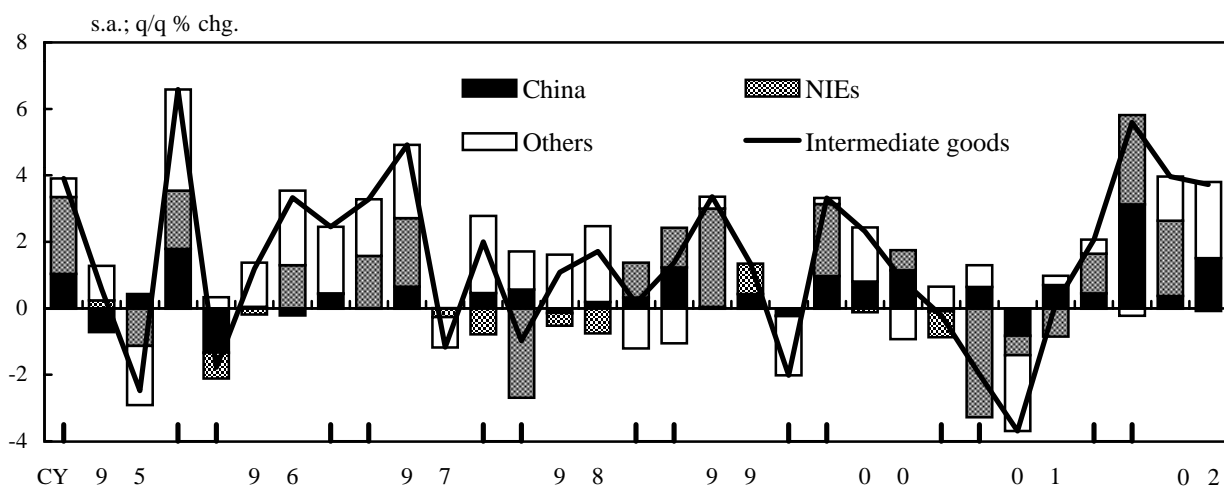 s.a.; q/q % chg.
8
6
4
2
0
-2
-4
China
NIEs
Others
Intermediate goods
CY 9 5 9 6 9 7 9 8 9 9 0 0 0 1 0 2